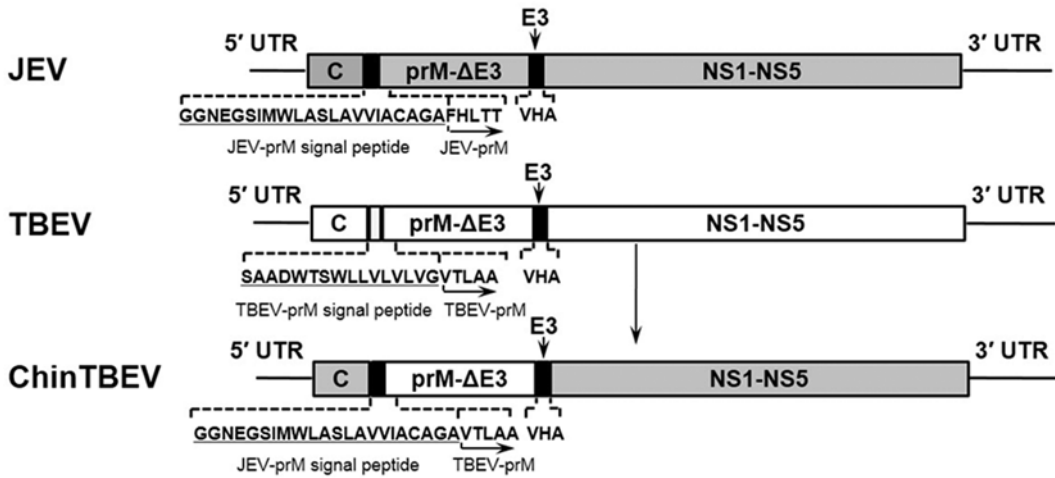 E3
5′ UTR 3′ UTR
JEV C prM-ΔE3 NS1-NS5
GGNEGSIMWLASLAVVIACAGAFHLTT VHA
JEV-prM signal peptide JEV-prM
E3
5′ UTR 3′ UTR
TBEV C prM-ΔE3 NS1-NS5
SAADWTSWLLVLVLVGVTLAA VHA
TBEV-prM signal peptide TBEV-prM
E3
5′ UTR 3′ UTR
ChinTBEV C prM-ΔE3 NS1-NS5
GGNEGSIMWLASLAVVIACAGAVTLAA VHA
JEV-prM signal peptide TBEV-prM